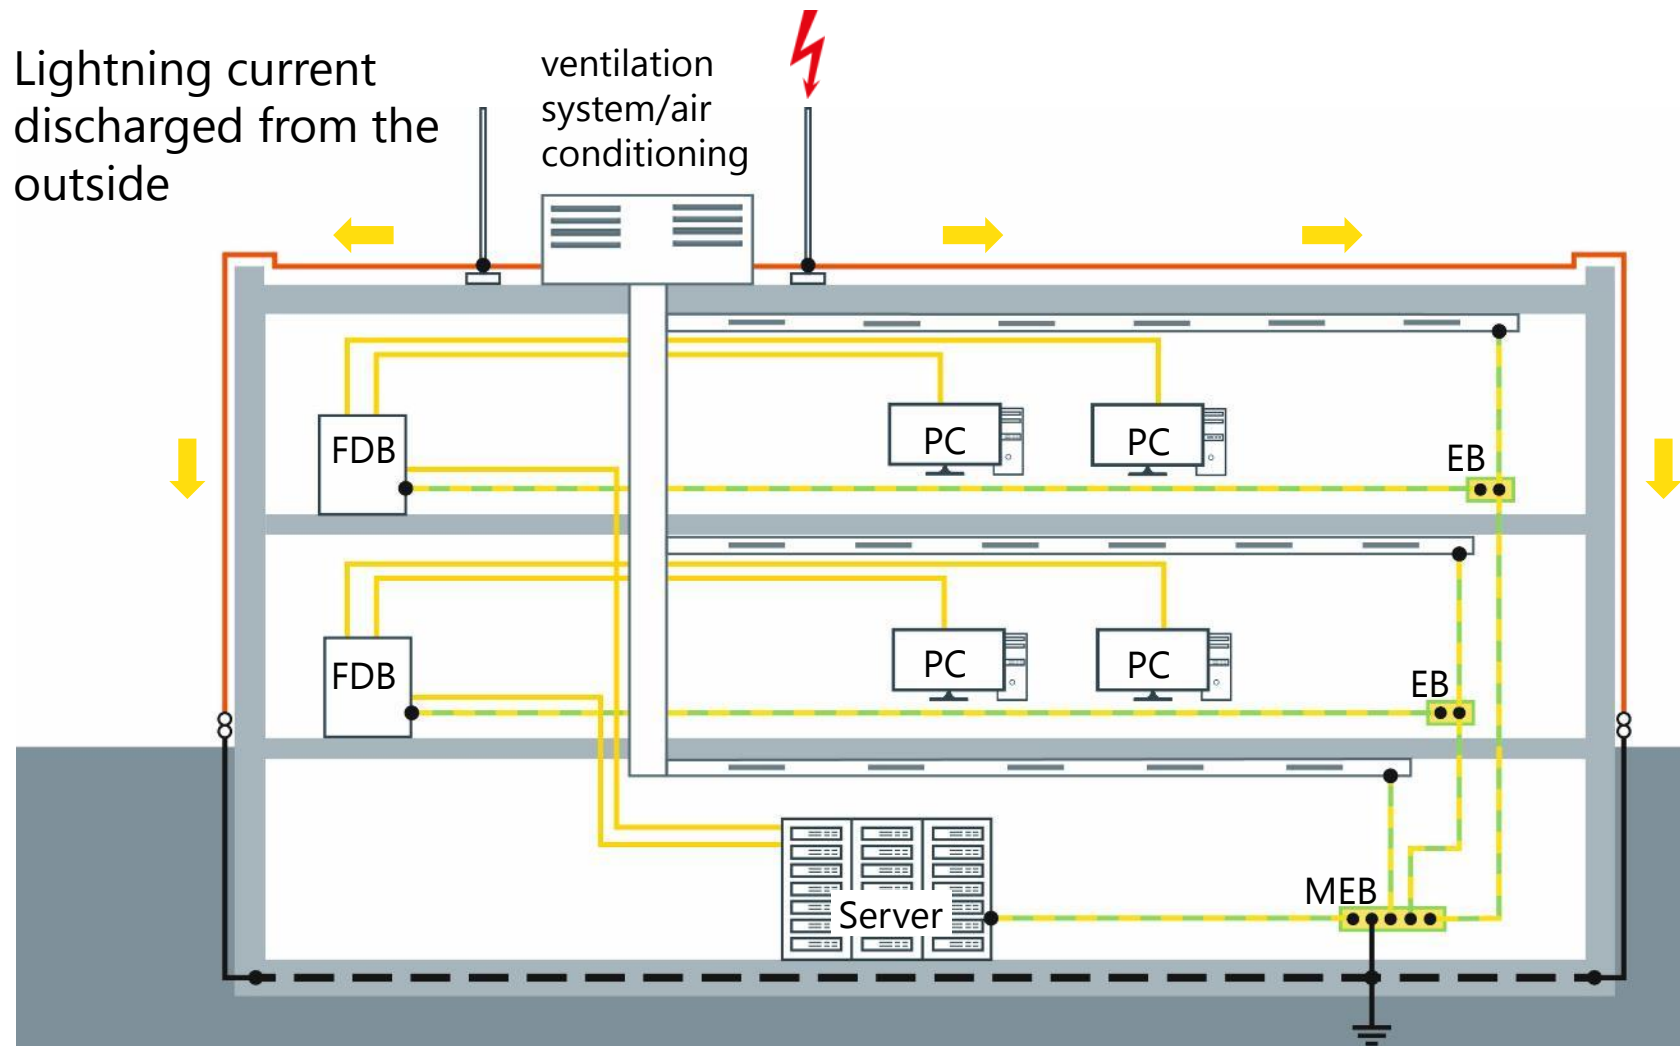 Lightning current
discharged from the
outside
ventilation
system/air
conditioning
FDB
PC
PC
EB
FDB
PC
PC
EB
MEB
Server